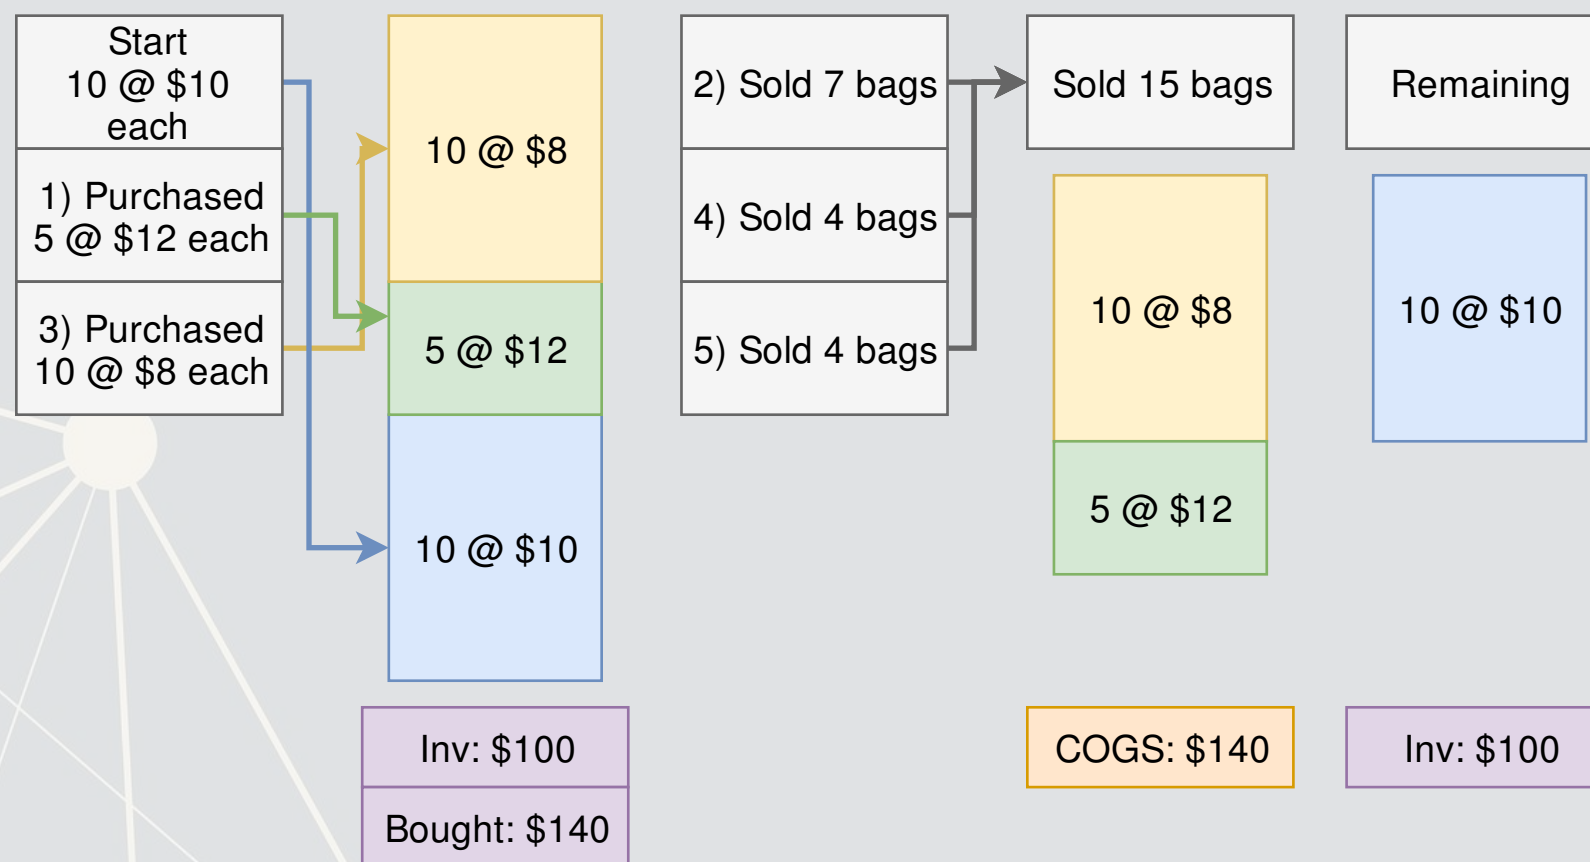 Start
10 @ $10
each
1) Purchased
5 @ $12 each
3) Purchased
10 @ $8 each
10 @ $8
5 @ $12
10 @ $10
Inv: $100
Bought: $140
2) Sold 7 bags
4) Sold 4 bags
5) Sold 4 bags
Sold 15 bags
10 @ $8
5 @ $12
COGS: $140
Remaining
10 @ $10
Inv: $100